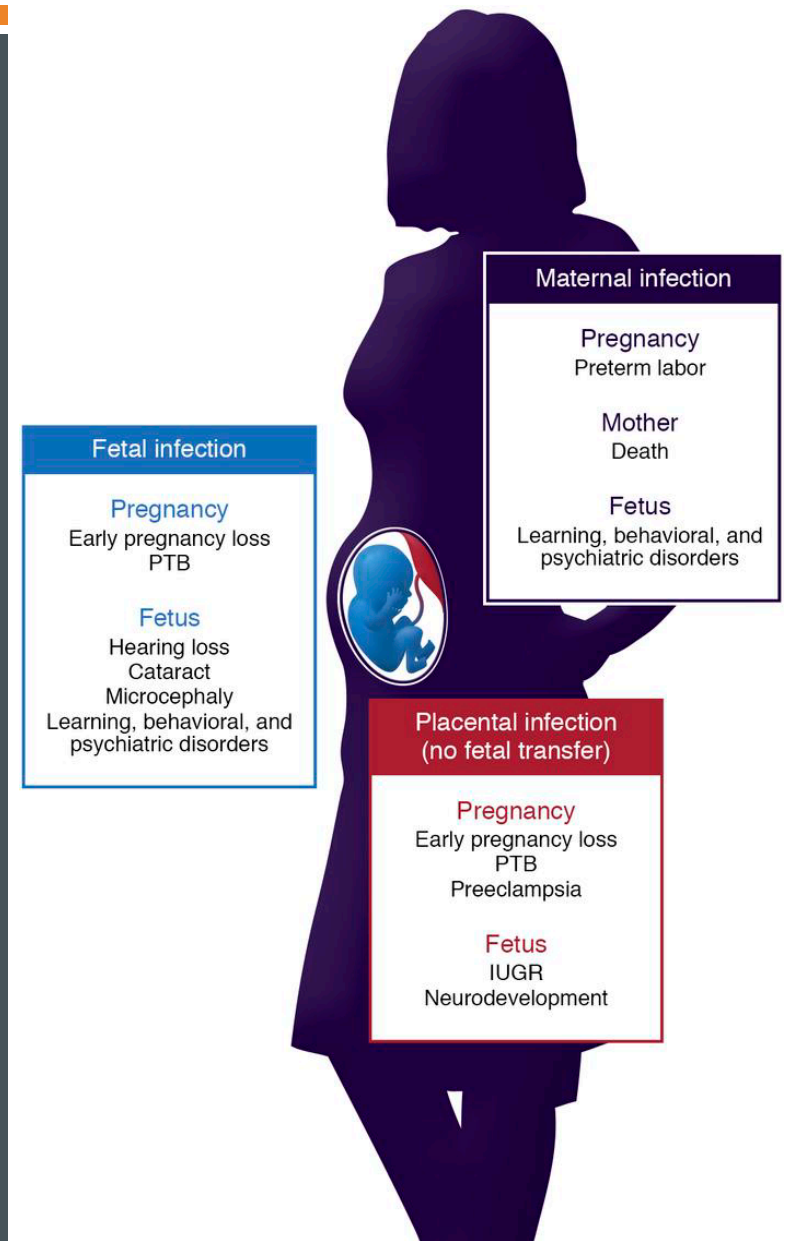 Maternal infection
Pregnancy
Preterm labor
Mother
Death
Fetus
Learning, behavioral, and
psychiatric disorders
Fetal infection
Pregnancy
Early pregnancy loss
PTB
Fetus
Hearing loss
Cataract
Microcephaly
Learning, behavioral, and
psychiatric disorders
Placental infection
(no fetal transfer)
Pregnancy
Early pregnancy loss
PTB
Preeclampsia
Fetus
IUGR
Neurodevelopment